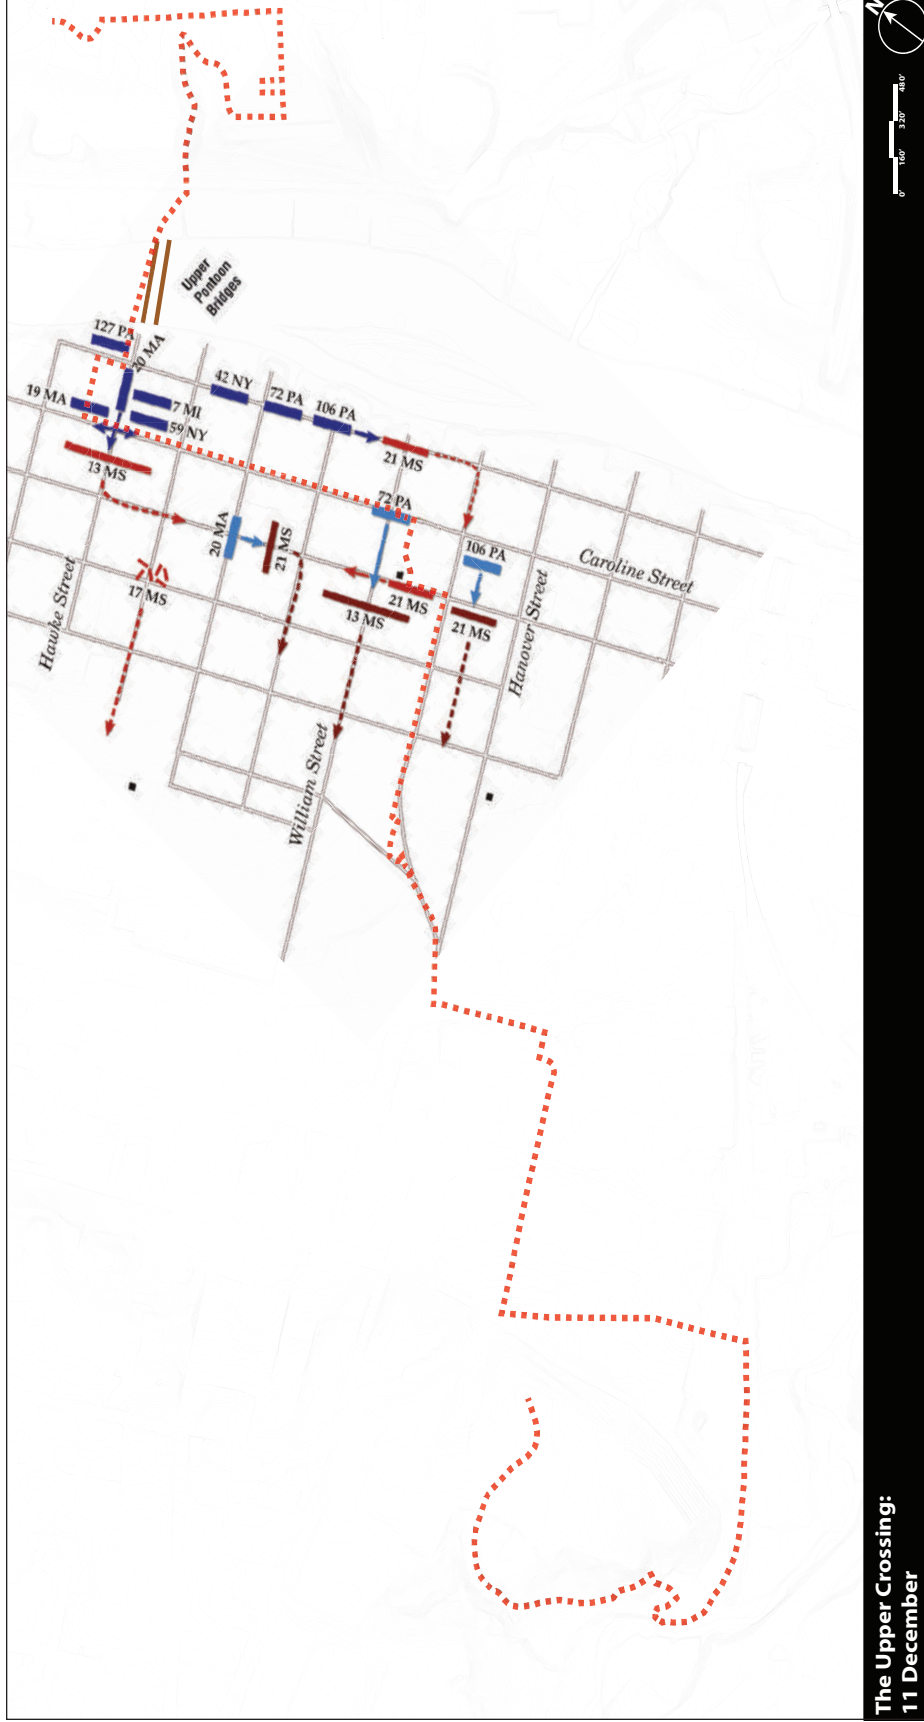 N
480'
320'
160'
0'
Upper
Pontoon
Bridges
127 PA
20 MA
19 MA
7 MI
59 NY
42 NY
72 PA
106 PA
21 MS
13 MS
72 PA
20 MA
21 MS
106 PA
17 MS
21 MS
13 MS
21 MS
Caroline Street
Hawke Street
Hanover Street
William Street
The Upper Crossing:
11 December